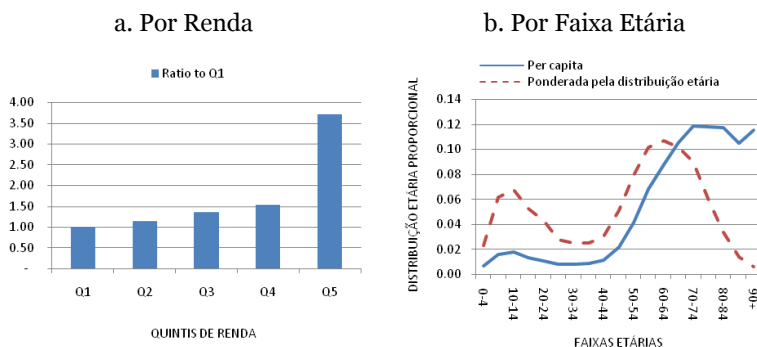 a. Por Renda
Ratio to Q1
4.00
3.50
3.00
2.50
2.00
1.50
1.00
0.50
-
Q1 Q2 Q3 Q4 Q5
QUINTIS DE RENDA
b. Por Faixa Etária
Per capita
Ponderada pela distribuição etária
DISTRIBUIÇÃO ETÁRIA PROPORCIONAL
0.14
0.12
0.10
0.08
0.06
0.04
0.02
0.00
0-4 10-14 20-24 30-34 40-44 50-54 60-64 70-74 80-84 90+
FAIXAS ETÁRIAS